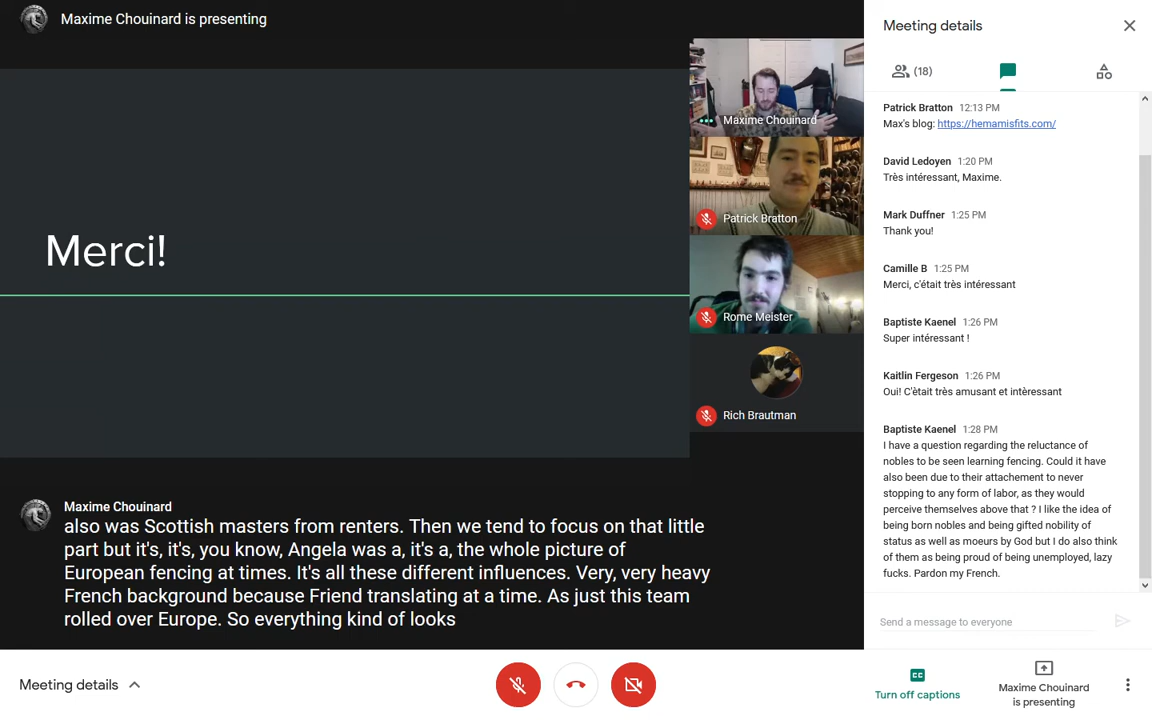 Maxime Chouinard is presenting
Merci!
Maxime Chouinard
Patrick Bratton
Rome Meister
Rich Brautman
Maxime Chouinard
also was Scottish masters from renters. Then we tend to focus on that little
part but it's, it's, you know, Angela was a, it's a, the whole picture of
European fencing at times. It's all these different influences. Very, very heavy
French background because Friend translating at a time. As just this team
rolled over Europe. So everything kind of looks
Meeting details
(18)
Patrick Bratton 12:13 PM
Max's blog: https://hemamisfits.com/
David Ledoyen 1:20 PM
Très intéressant, Maxime.
Mark Duffner 1:25 PM
Thank you!
Camille B 1:25 PM
Merci, c'était très intéressant
Baptiste Kaenel 1:26 PM
Super intéressant !
Kaitlin Fergeson 1:26 PM
Oui! C'ètait très amusant et intèressant
Baptiste Kaenel 1:28 PM
I have a question regarding the reluctance of
nobles to be seen learning fencing. Could it have
also been due to their attachement to never
stopping to any form of labor, as they would
perceive themselves above that ? I like the idea of
being born nobles and being gifted nobility of
status as well as moeurs by God but I do also think
of them as being proud of being unemployed, lazy
fucks. Pardon my French.
Send a message to everyone
Meeting details
CC
Turn off captions
Maxime Chouinard
is presenting